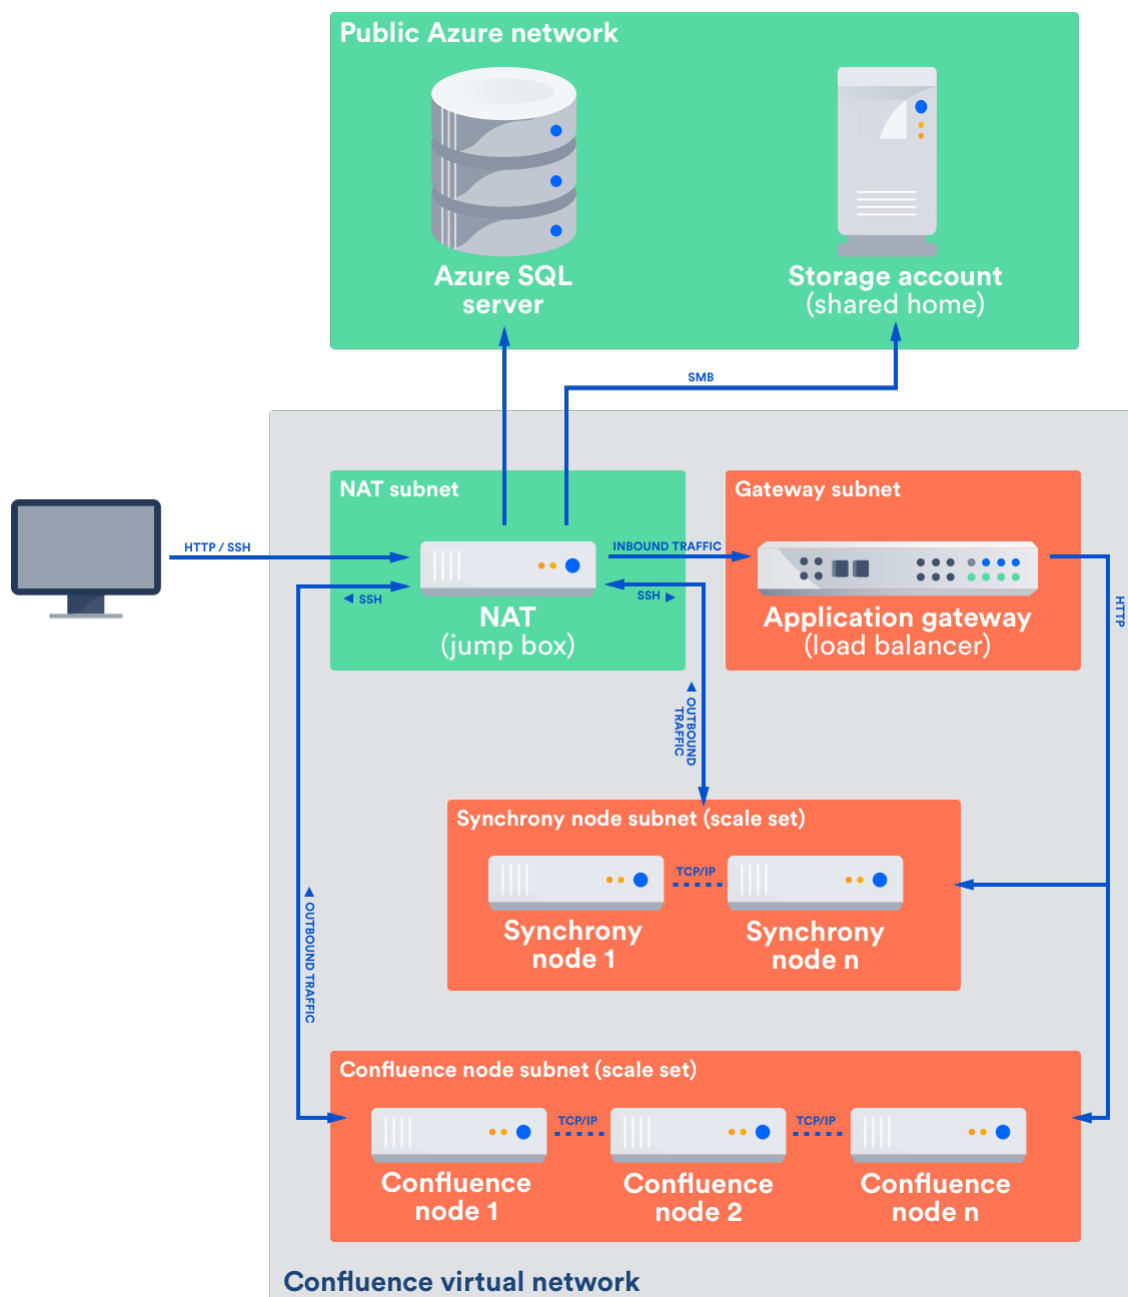 Public Azure network
Azure SQL
server
Storage account
(shared home)
SMB
NAT subnet
Gateway subnet
HTTP / SSH
INBOUND TRAFFIC
◀ SSH
SSH ▶
NAT
(jump box)
Application gateway
(load balancer)
HTTP
◀ OUTBOUND
TRAFFIC
Synchrony node subnet (scale set)
TCP/IP
Synchrony
node 1
Synchrony
node n
◀ OUTBOUND TRAFFIC
Confluence node subnet (scale set)
TCP/IP
TCP/IP
Confluence
node 1
Confluence
node 2
Confluence
node n
Confluence virtual network